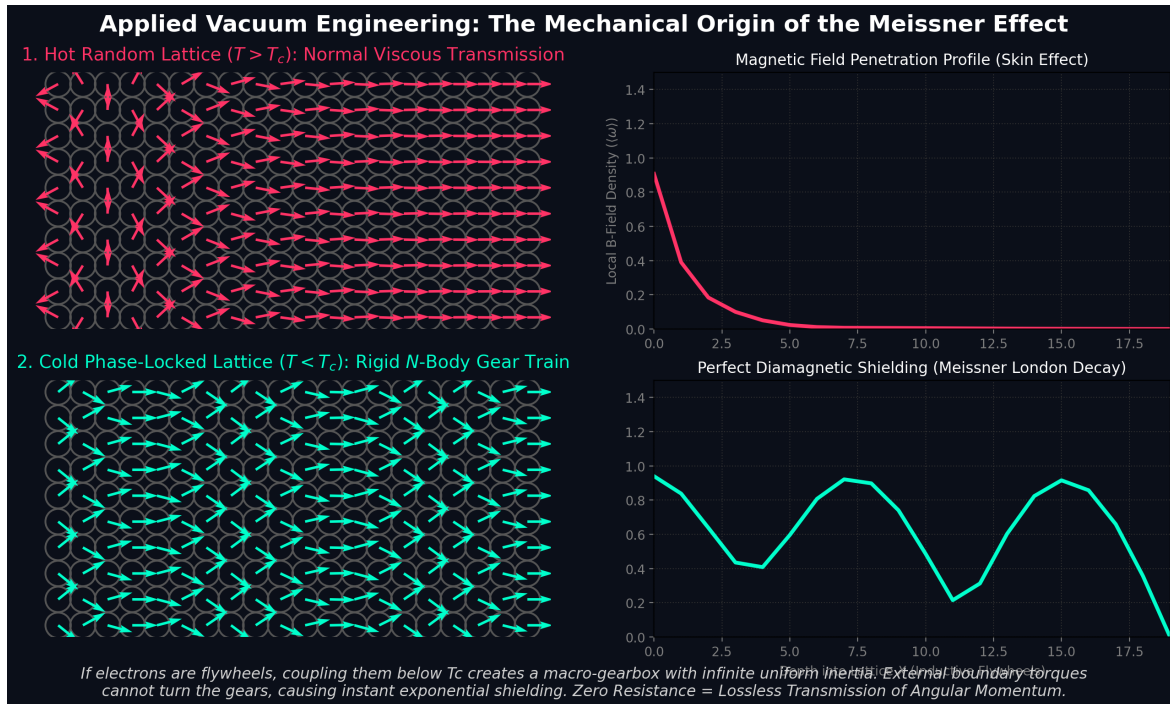 Applied Vacuum Engineering: The Mechanical Origin of the Meissner Effect
1. Hot Random Lattice (T > T_c): Normal Viscous Transmission
Magnetic Field Penetration Profile (Skin Effect)
Local B-Field Density (⟨ω⟩)
1.4
1.2
1.0
0.8
0.6
0.4
0.2
0.0
0.0 2.5 5.0 7.5 10.0 12.5 15.0 17.5
2. Cold Phase-Locked Lattice (T < T_c): Rigid N-Body Gear Train
Perfect Diamagnetic Shielding (Meissner London Decay)
1.4
1.2
1.0
0.8
0.6
0.4
0.2
0.0
0.0 2.5 5.0 7.5 10.0 12.5 15.0 17.5
Depth into Lattice X (Inductive Flywheels)
If electrons are flywheels, coupling them below Tc creates a macro-gearbox with infinite uniform inertia. External boundary torques
cannot turn the gears, causing instant exponential shielding. Zero Resistance = Lossless Transmission of Angular Momentum.